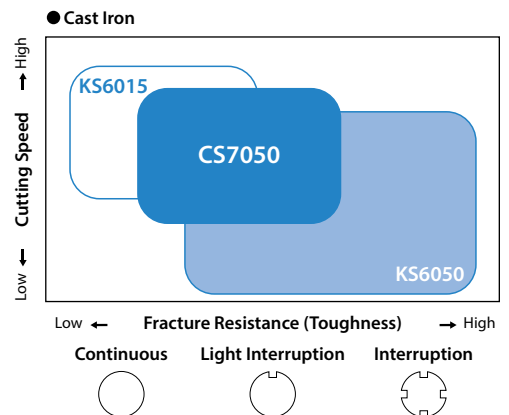 ● Cast Iron
High
Cutting Speed
Low
KS6015
CS7050
KS6050
Low ← Fracture Resistance (Toughness) → High
Continuous Light Interruption Interruption